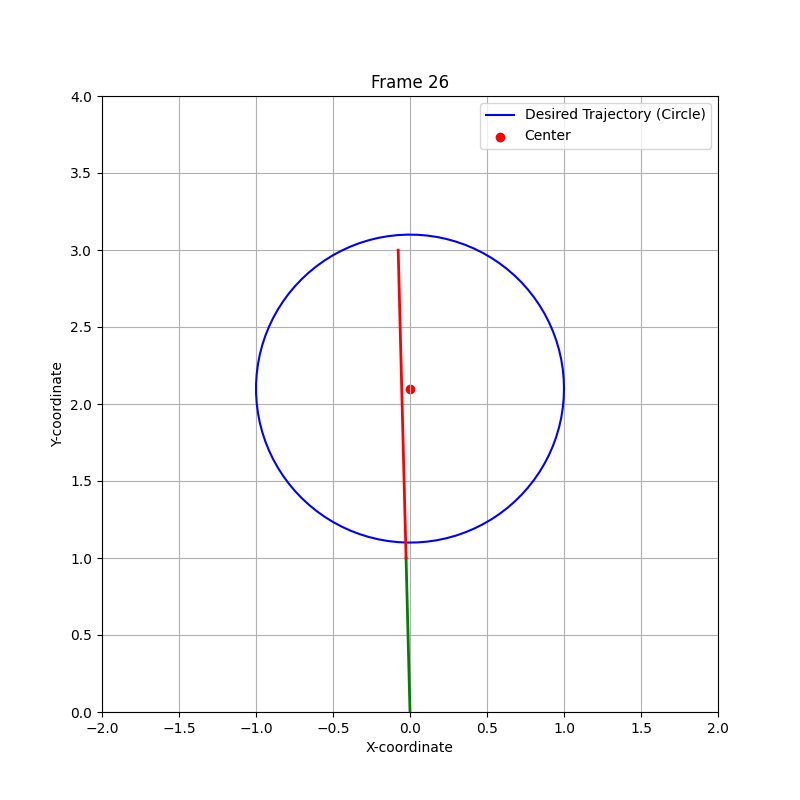 Frame 26
Desired Trajectory (Circle)
Center
4.0
3.5
3.0
2.5
2.0
1.5
1.0
0.5
0.0
Y-coordinate
−2.0 −1.5 −1.0 −0.5 0.0 0.5 1.0 1.5 2.0
X-coordinate